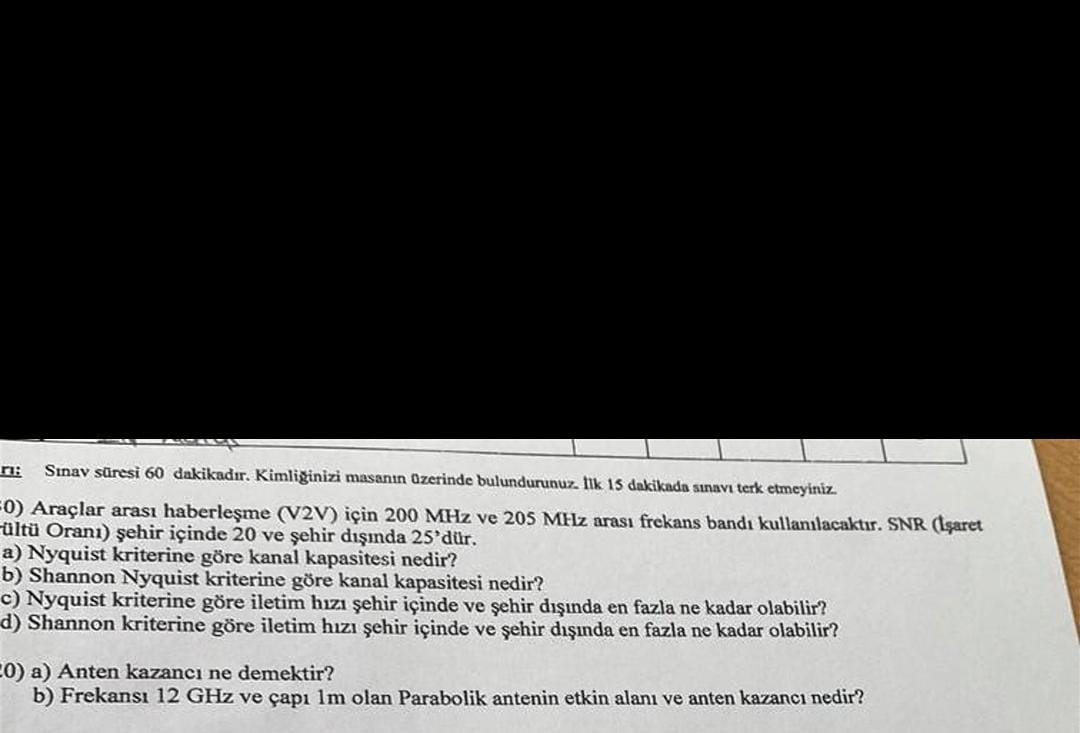 rı: Sınav süresi 60 dakikadır. Kimliğinizi masanın üzerinde bulundurunuz. İlk 15 dakikada sınavı terk etmeyiniz.
0) Araçlar arası haberleşme (V2V) için 200 MHz ve 205 MHz arası frekans bandı kullanılacaktır. SNR (İşaret
rültü Oranı) şehir içinde 20 ve şehir dışında 25'dür.
a) Nyquist kriterine göre kanal kapasitesi nedir?
b) Shannon Nyquist kriterine göre kanal kapasitesi nedir?
c) Nyquist kriterine göre iletim hızı şehir içinde ve şehir dışında en fazla ne kadar olabilir?
d) Shannon kriterine göre iletim hızı şehir içinde ve şehir dışında en fazla ne kadar olabilir?
0) a) Anten kazancı ne demektir?
b) Frekansı 12 GHz ve çapı 1m olan Parabolik antenin etkin alanı ve anten kazancı nedir?